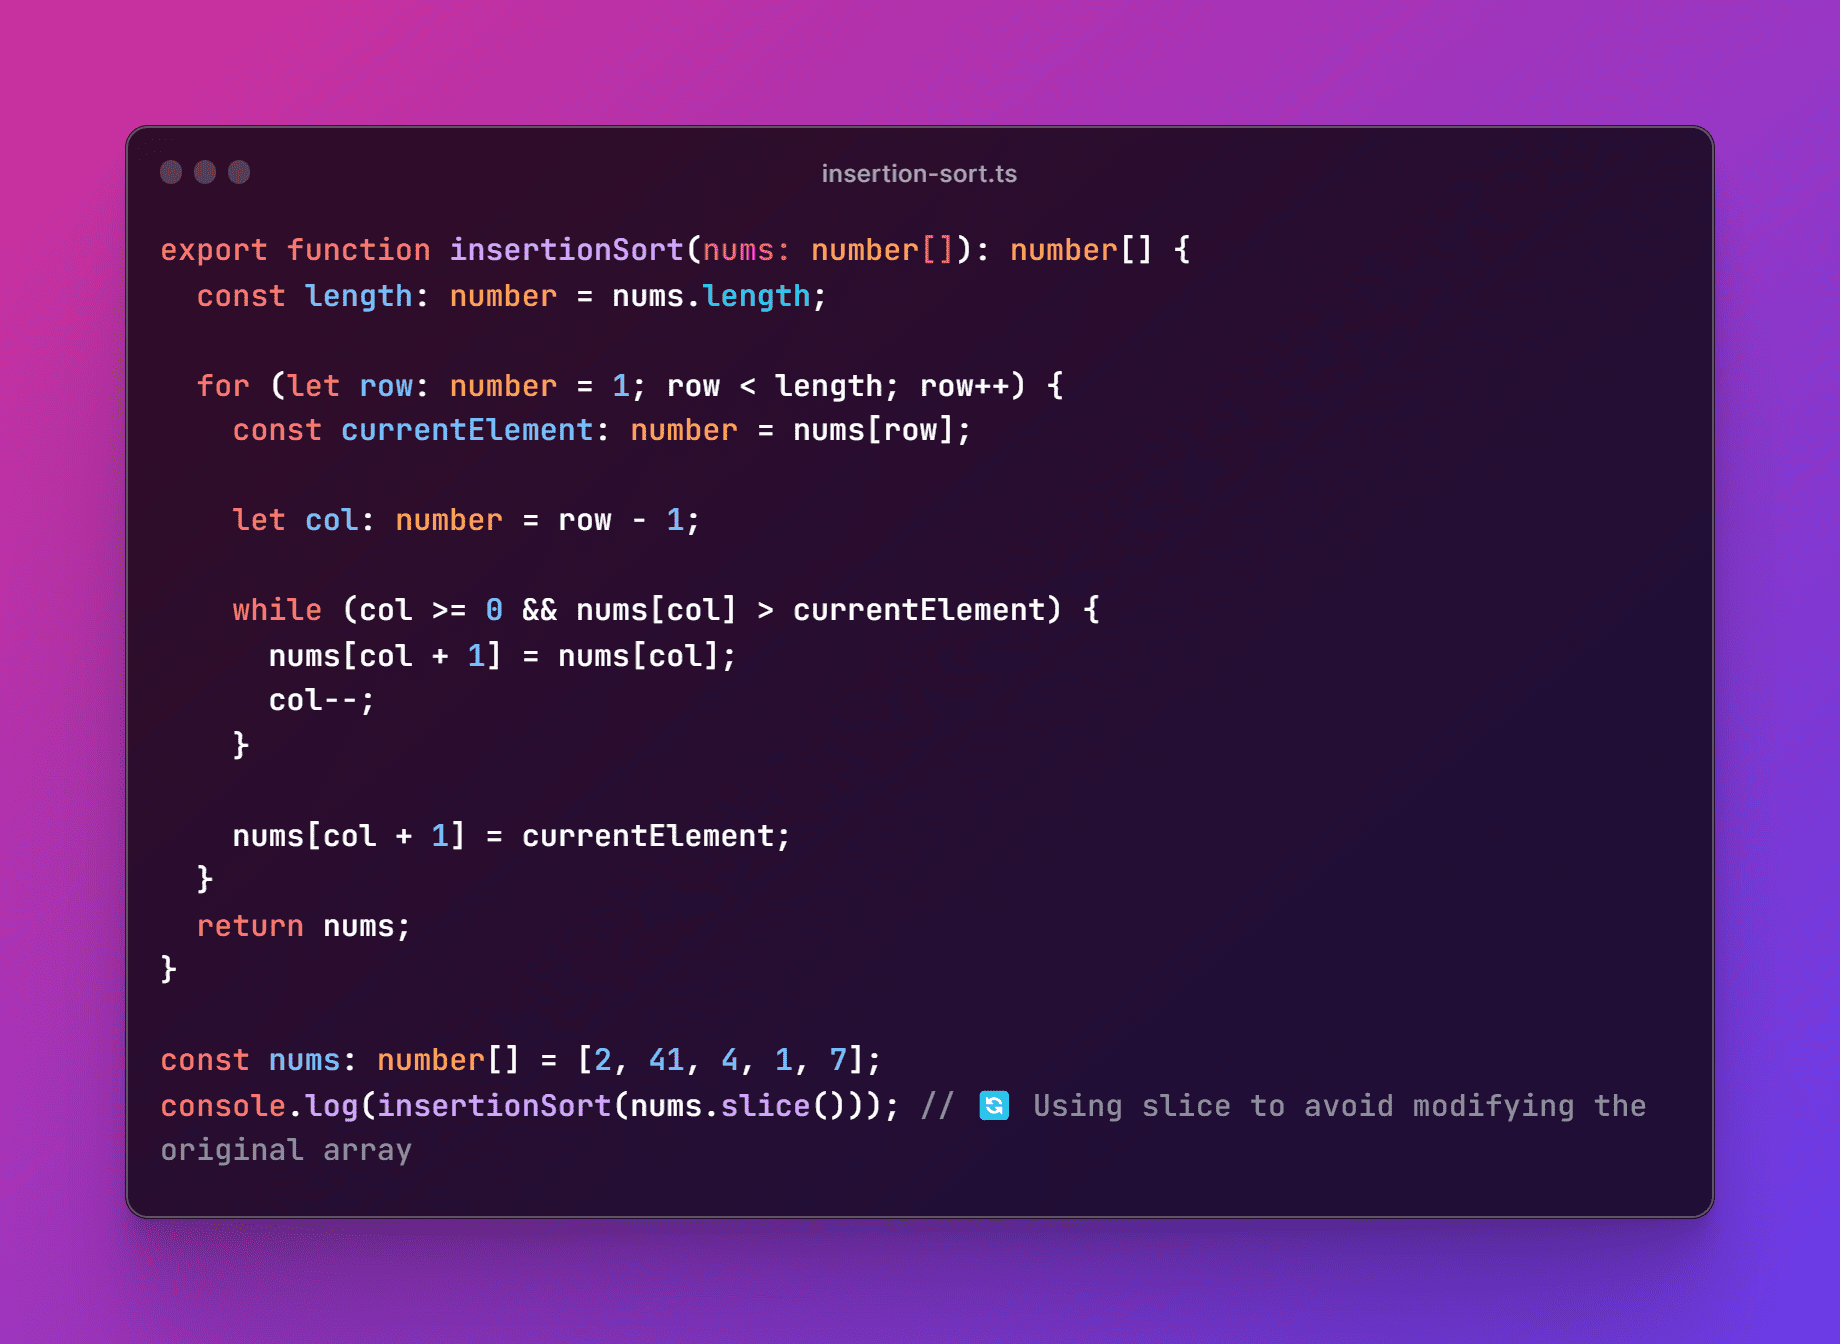 insertion-sort.ts
export function insertionSort(nums: number[]): number[] {
  const length: number = nums.length;

  for (let row: number = 1; row < length; row++) {
    const currentElement: number = nums[row];

    let col: number = row - 1;

    while (col >= 0 && nums[col] > currentElement) {
      nums[col + 1] = nums[col];
      col--;
    }

    nums[col + 1] = currentElement;
  }
  return nums;
}

const nums: number[] = [2, 41, 4, 1, 7];
console.log(insertionSort(nums.slice())); // 🔄 Using slice to avoid modifying the
original array